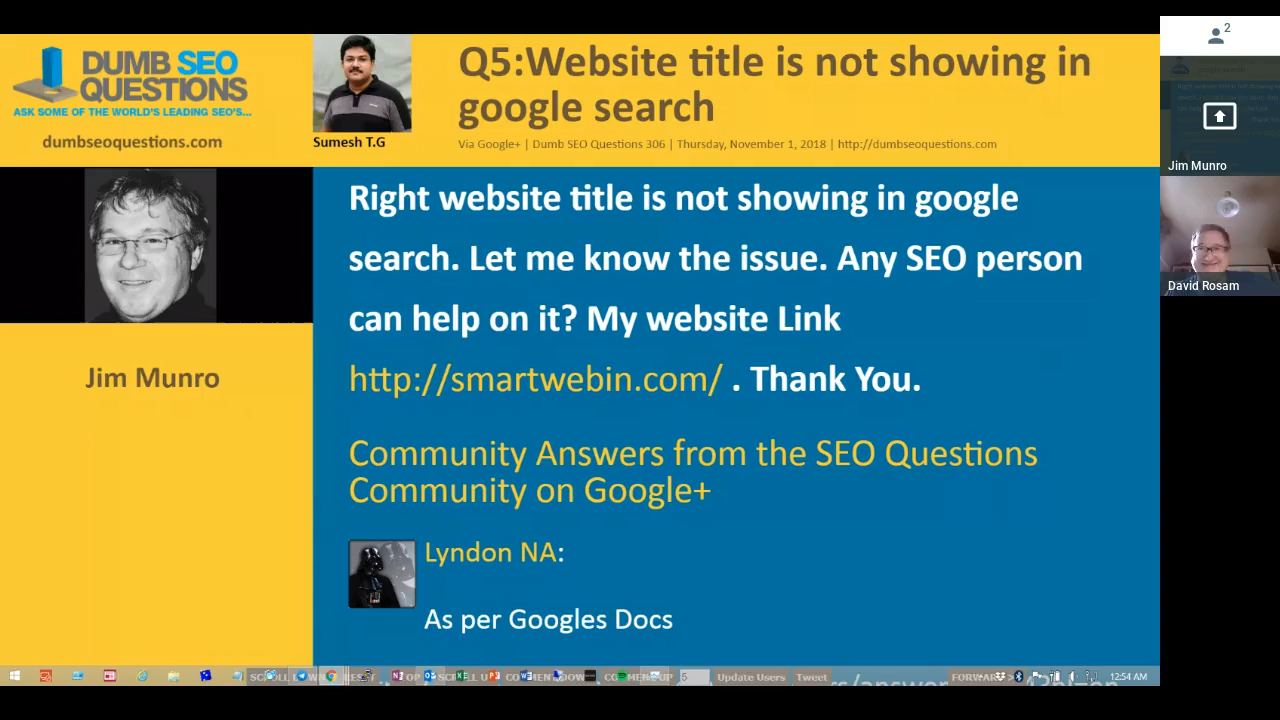 DUMB SEO
QUESTIONS
ASK SOME OF THE WORLD'S LEADING SEO'S...
dumbseoquestions.com
Sumesh T.G
Q5:Website title is not showing in
google search
Via Google+ | Dumb SEO Questions 306 | Thursday, November 1, 2018 | http://dumbseoquestions.com
2
Jim Munro
David Rosam
Jim Munro
Right website title is not showing in google
search. Let me know the issue. Any SEO person
can help on it? My website Link
http://smartwebin.com/ . Thank You.
Community Answers from the SEO Questions
Community on Google+
Lyndon NA:
As per Googles Docs
5 Update Users Tweet FORWARD 12:54 AM